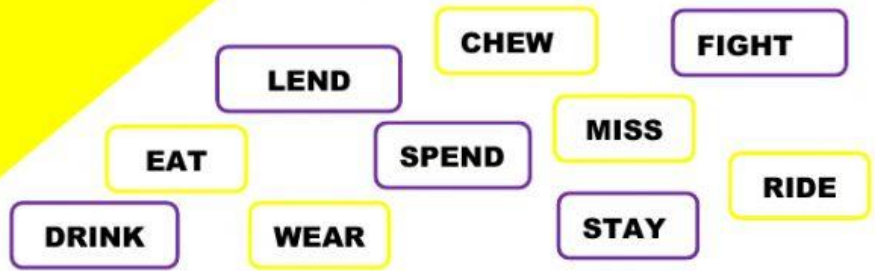 CHEW
FIGHT
LEND
MISS
EAT
SPEND
RIDE
DRINK
WEAR
STAY